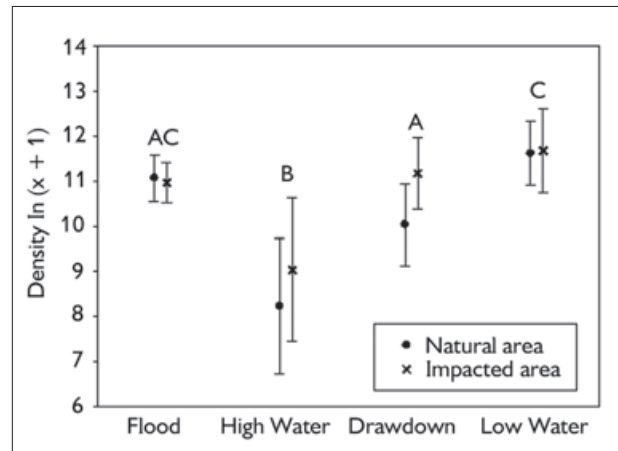 14
13
12
11
10
9
8
7
6
Density ln (x + 1)
AC
B
A
C
Natural area
Impacted area
Flood High Water Drawdown Low Water